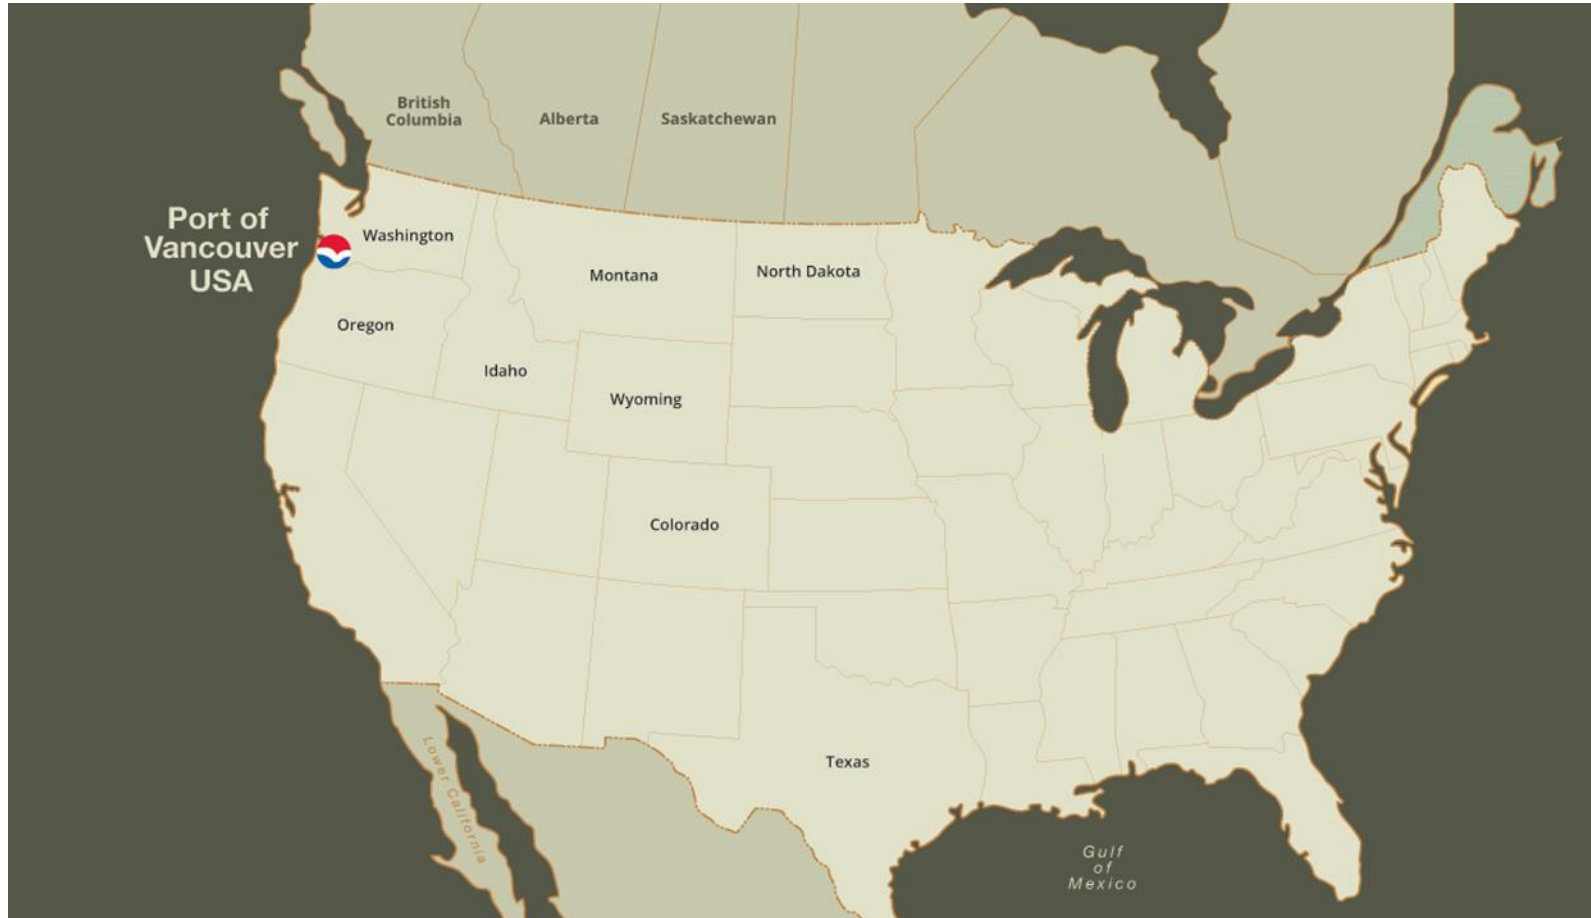 British
Columbia
Alberta
Saskatchewan
Port of
Vancouver
USA
Washington
Montana
North Dakota
Oregon
Idaho
Wyoming
Colorado
Texas
Lower California
Gulf
of
Mexico